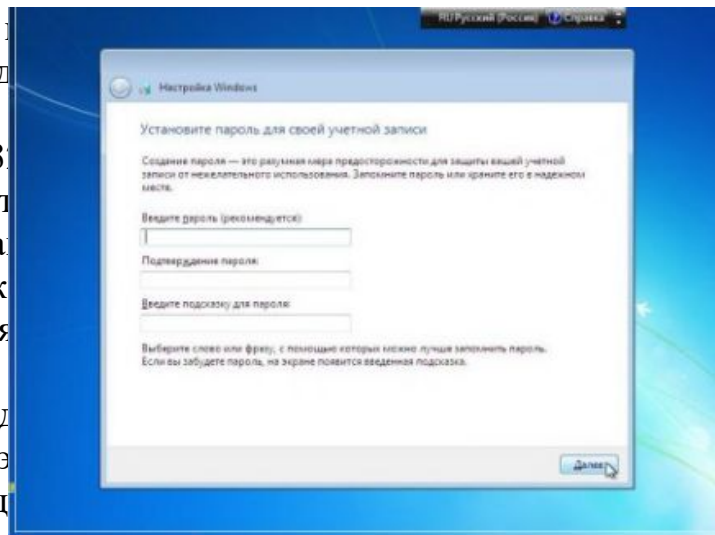 RU Русский (Россия) Справка
Настройка Windows
Установите пароль для своей учетной записи
Создание пароля — это разумная мера предосторожности для защиты вашей учетной
записи от нежелательного использования. Запомните пароль или храните его в надежном
месте.
Введите пароль (рекомендуется):
Подтверждение пароля:
Введите подсказку для пароля:
Выберите слово или фразу, с помощью которых можно лучше запомнить пароль.
Если вы забудете пароль, на экране появится введенная подсказка.
Далее